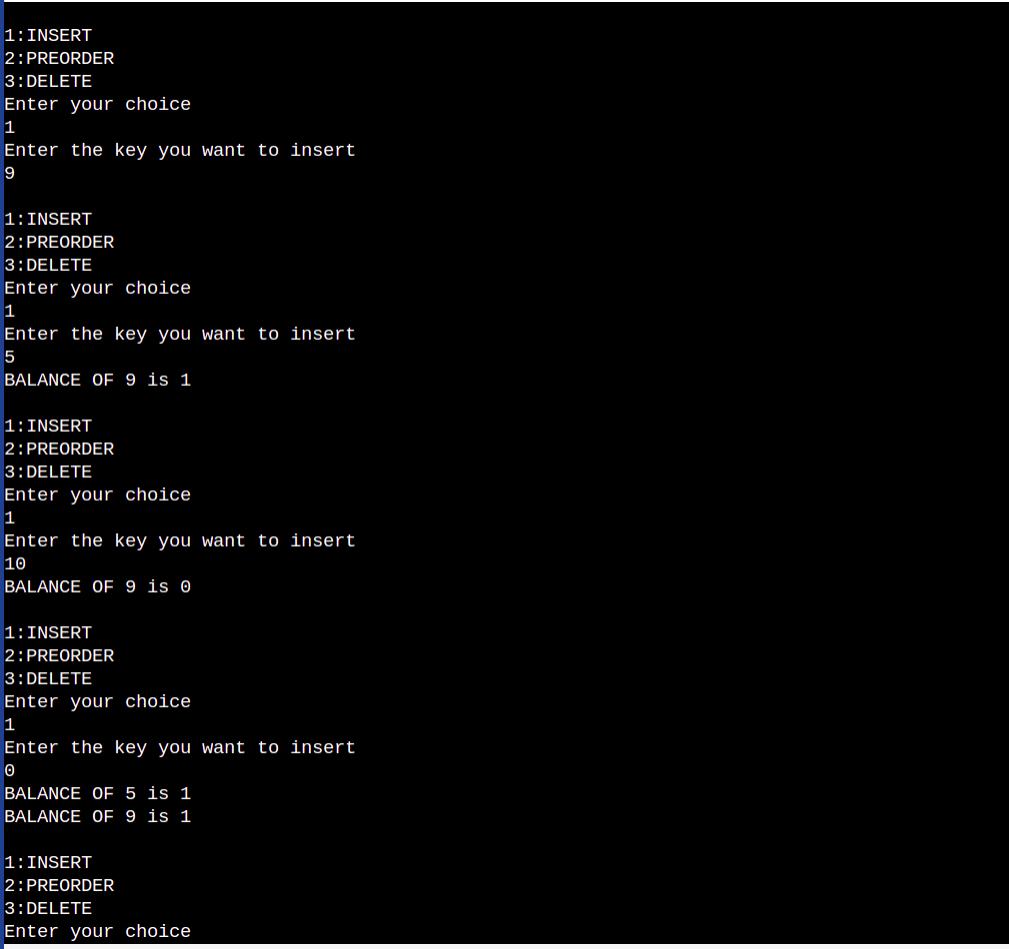 1:INSERT
2:PREORDER
3:DELETE
Enter your choice
1
Enter the key you want to insert
9
1:INSERT
2:PREORDER
3:DELETE
Enter your choice
1
Enter the key you want to insert
5
BALANCE OF 9 is 1
1:INSERT
2:PREORDER
3:DELETE
Enter your choice
1
Enter the key you want to insert
10
BALANCE OF 9 is 0
1:INSERT
2:PREORDER
3:DELETE
Enter your choice
1
Enter the key you want to insert
0
BALANCE OF 5 is 1
BALANCE OF 9 is 1
1:INSERT
2:PREORDER
3:DELETE
Enter your choice